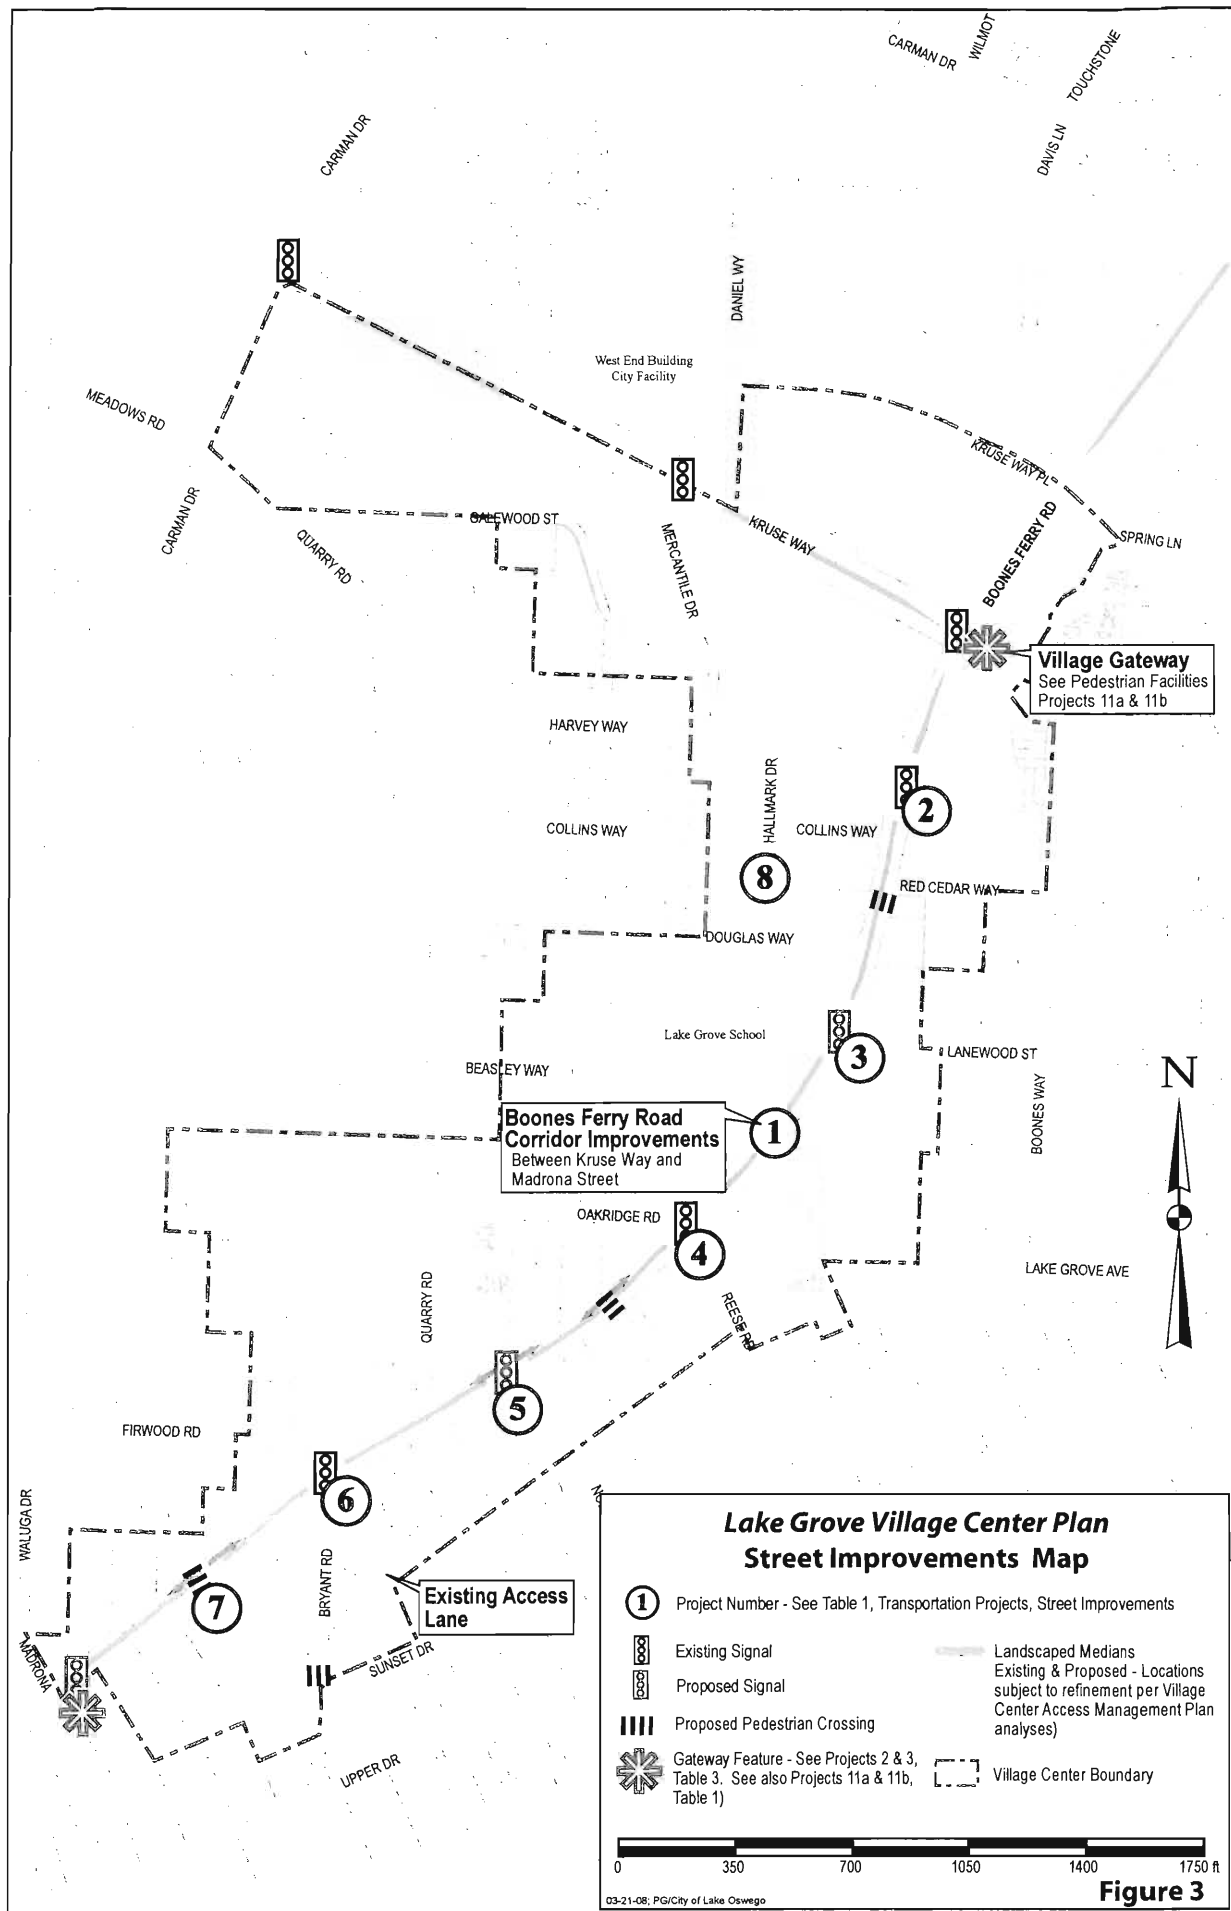 CARMAN DR
WILMOT
TOUCHSTONE
DAVIS LN
CARMAN DR
DANIEL WY
West End Building
City Facility
MEADOWS RD
KRUSE WAY PL
CARMAN DR
QUARRY RD
GALEWOOD ST
MERCANTILE DR
KRUSE WAY
BOONES FERRY RD
SPRING LN
Village Gateway
See Pedestrian Facilities
Projects 11a & 11b
HARVEY WAY
HALLMARK DR
COLLINS WAY
COLLINS WAY
2
8
RED CEDAR WAY
DOUGLAS WAY
Lake Grove School
3
LANEWOOD ST
BEASLEY WAY
BOONES WAY
N
Boones Ferry Road
Corridor Improvements
Between Kruse Way and
Madrona Street
1
OAKRIDGE RD
4
LAKE GROVE AVE
QUARRY RD
REESE RD
5
FIRWOOD RD
6
WALUGA DR
7
BRYANT RD
Existing Access
Lane
MADRONA
SUNSET DR
UPPER DR
Lake Grove Village Center Plan
Street Improvements Map
1 Project Number - See Table 1, Transportation Projects, Street Improvements
Existing Signal
Proposed Signal
Proposed Pedestrian Crossing
Gateway Feature - See Projects 2 & 3,
Table 3. See also Projects 11a & 11b,
Table 1)
Landscaped Medians
Existing & Proposed - Locations
subject to refinement per Village
Center Access Management Plan
analyses)
Village Center Boundary
0 350 700 1050 1400 1750 ft
03-21-08; PG/City of Lake Oswego
Figure 3